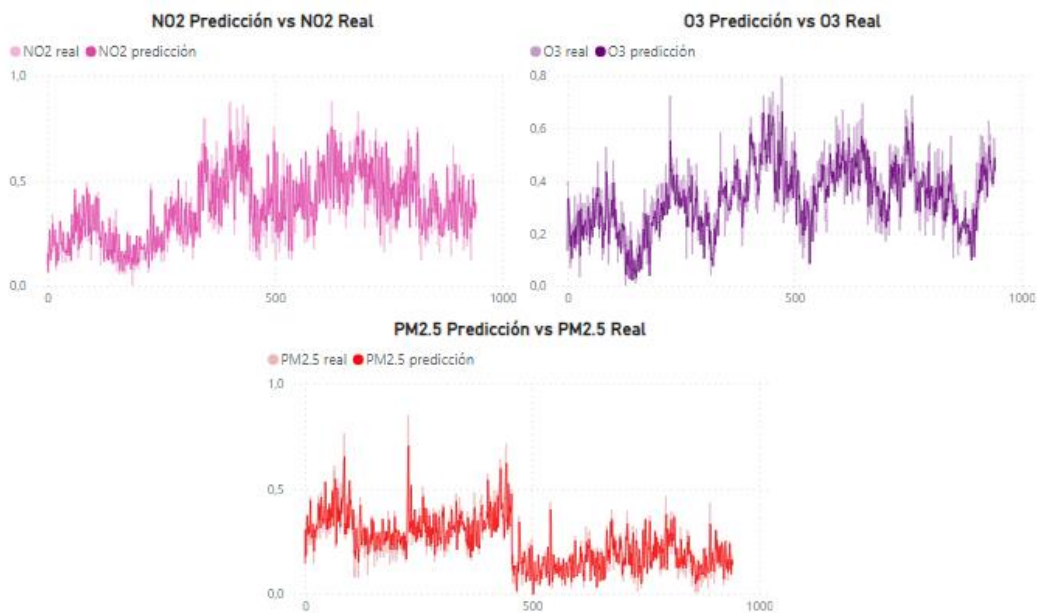 NO2 Predicción vs NO2 Real
NO2 real NO2 predicción
1,0
0,5
0,0
0 500 1000
O3 Predicción vs O3 Real
O3 real O3 predicción
0,8
0,6
0,4
0,2
0,0
0 500 1000
PM2.5 Predicción vs PM2.5 Real
PM2.5 real PM2.5 predicción
1,0
0,5
0,0
0 500 1000